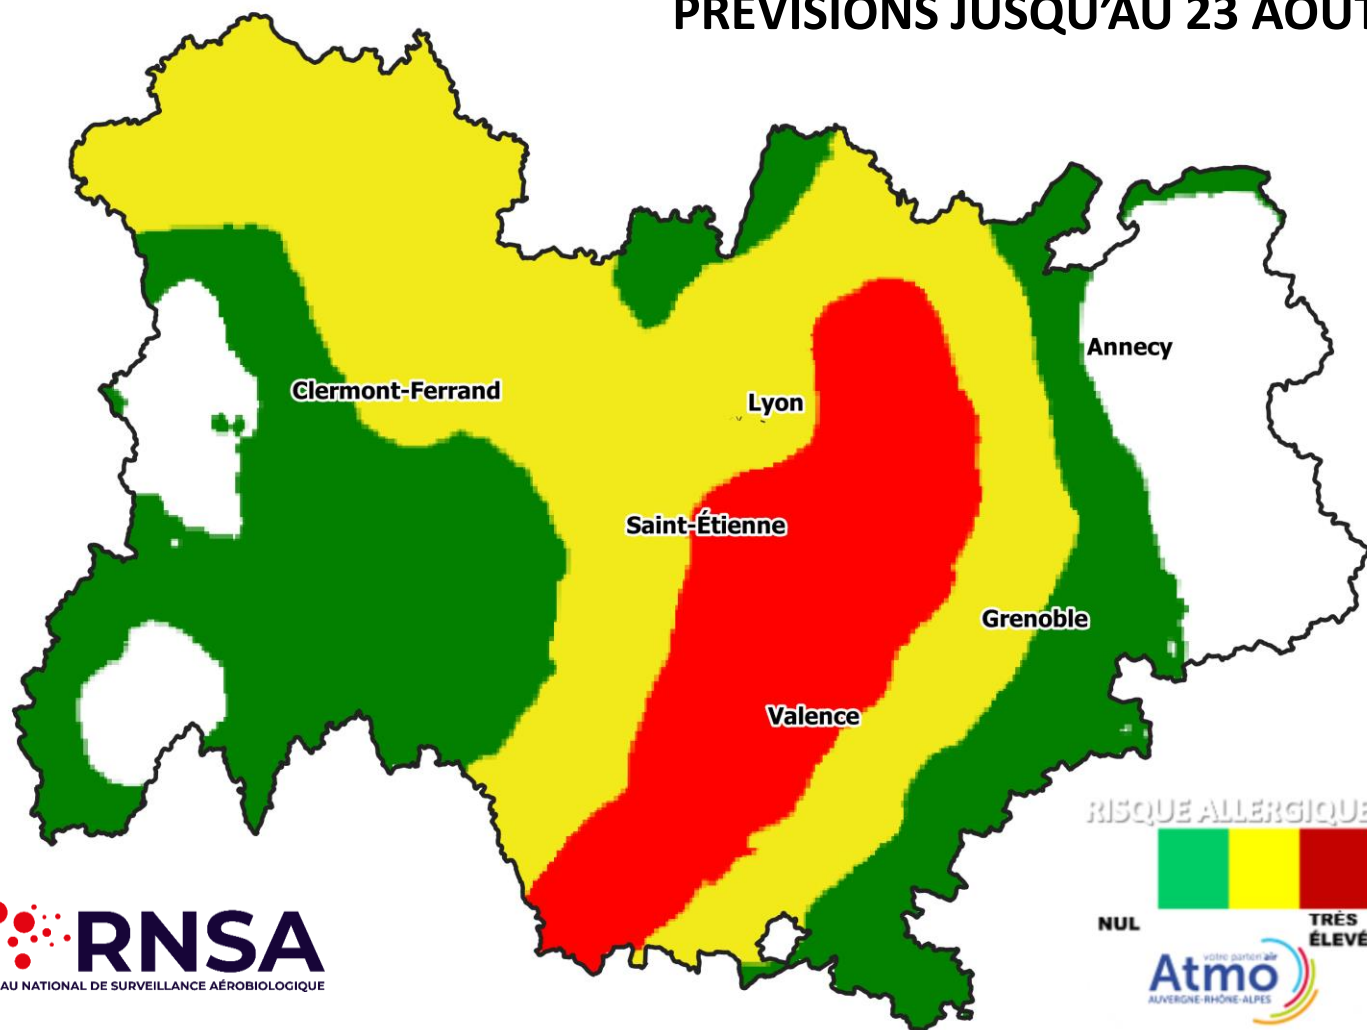 PRÉVISIONS JUSQU’AU 23 AOÛT
Annecy
Clermont-Ferrand
Lyon
Saint-Étienne
Grenoble
Valence
RISQUE ALLERGIQUE
NUL
TRÈS
ÉLEVÉ
RNSA
AU NATIONAL DE SURVEILLANCE AÉROBIOLOGIQUE
votre parten'air
Atmo
AUVERGNE-RHÔNE-ALPES